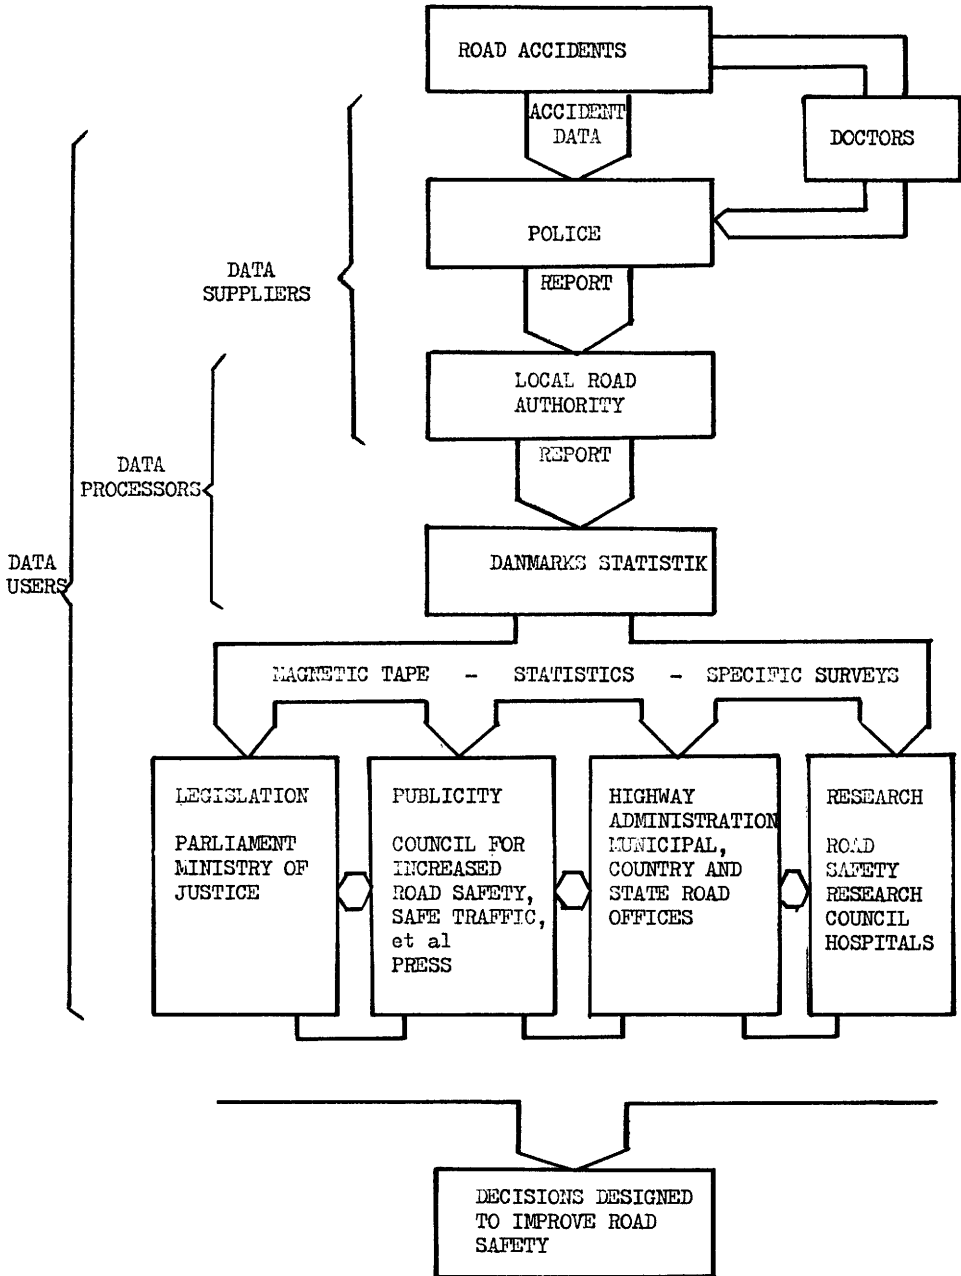 ROAD ACCIDENTS
ACCIDENT
DATA
DOCTORS
POLICE
DATA
SUPPLIERS
REPORT
LOCAL ROAD
AUTHORITY
REPORT
DATA
PROCESSORS
DANMARKS STATISTIK
DATA
USERS
MAGNETIC TAPE - STATISTICS - SPECIFIC SURVEYS
LEGISLATION
PARLIAMENT
MINISTRY OF
JUSTICE
PUBLICITY
COUNCIL FOR
INCREASED
ROAD SAFETY,
SAFE TRAFFIC,
et al
PRESS
HIGHWAY
ADMINISTRATION
MUNICIPAL,
COUNTRY AND
STATE ROAD
OFFICES
RESEARCH
ROAD
SAFETY
RESEARCH
COUNCIL
HOSPITALS
DECISIONS DESIGNED
TO IMPROVE ROAD
SAFETY